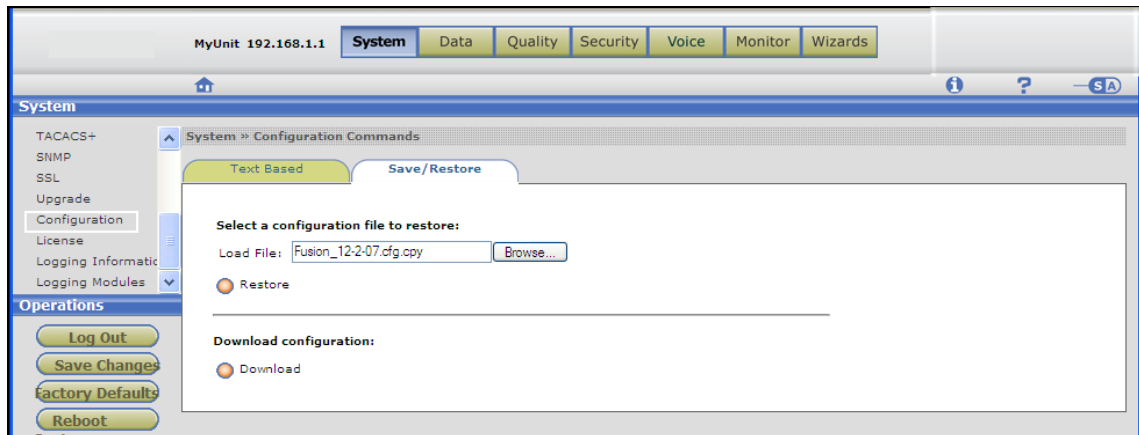 MyUnit 192.168.1.1 System Data Quality Security Voice Monitor Wizards
i ? S A
System
TACACS+
SNMP
SSL
Upgrade
Configuration
License
Logging Informatic
Logging Modules
Operations
Log Out
Save Changes
Factory Defaults
Reboot
System » Configuration Commands
Text Based Save/Restore
Select a configuration file to restore:
Load File: Fusion_12-2-07.cfg.cpy Browse...
Restore
Download configuration:
Download